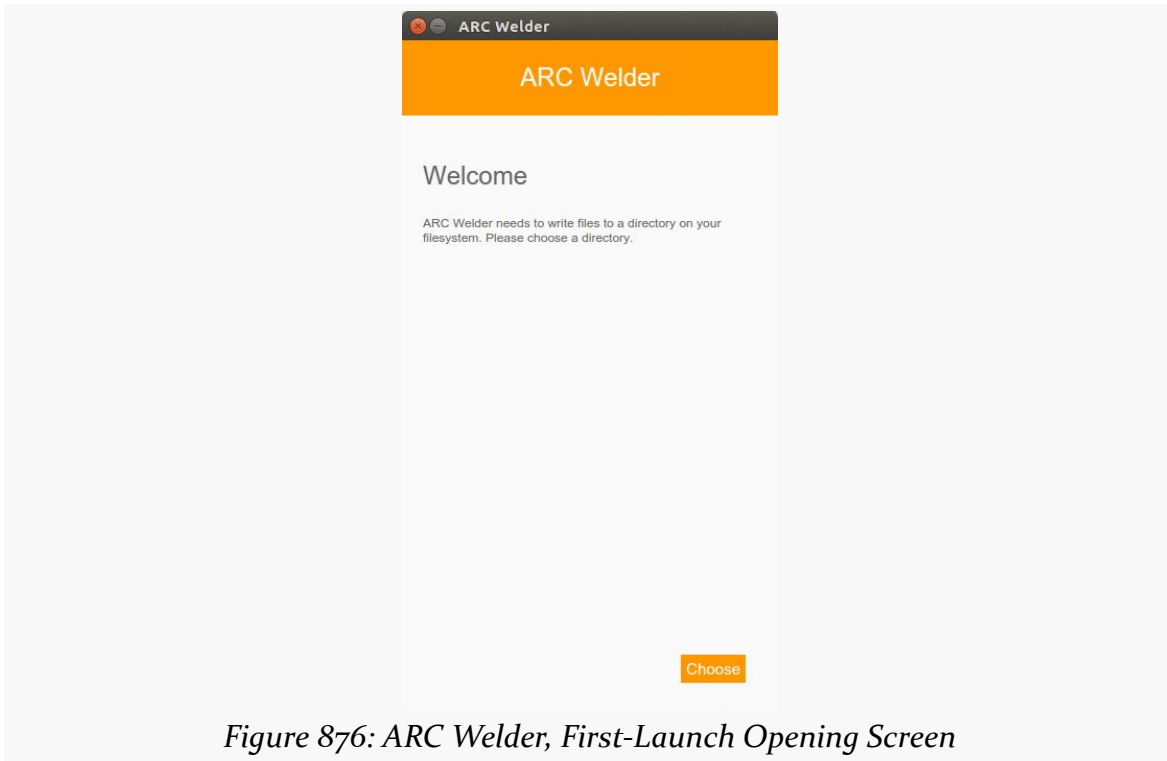 ARC Welder
ARC Welder
Welcome
ARC Welder needs to write files to a directory on your
filesystem. Please choose a directory.
Choose
Figure 876: ARC Welder, First-Launch Opening Screen